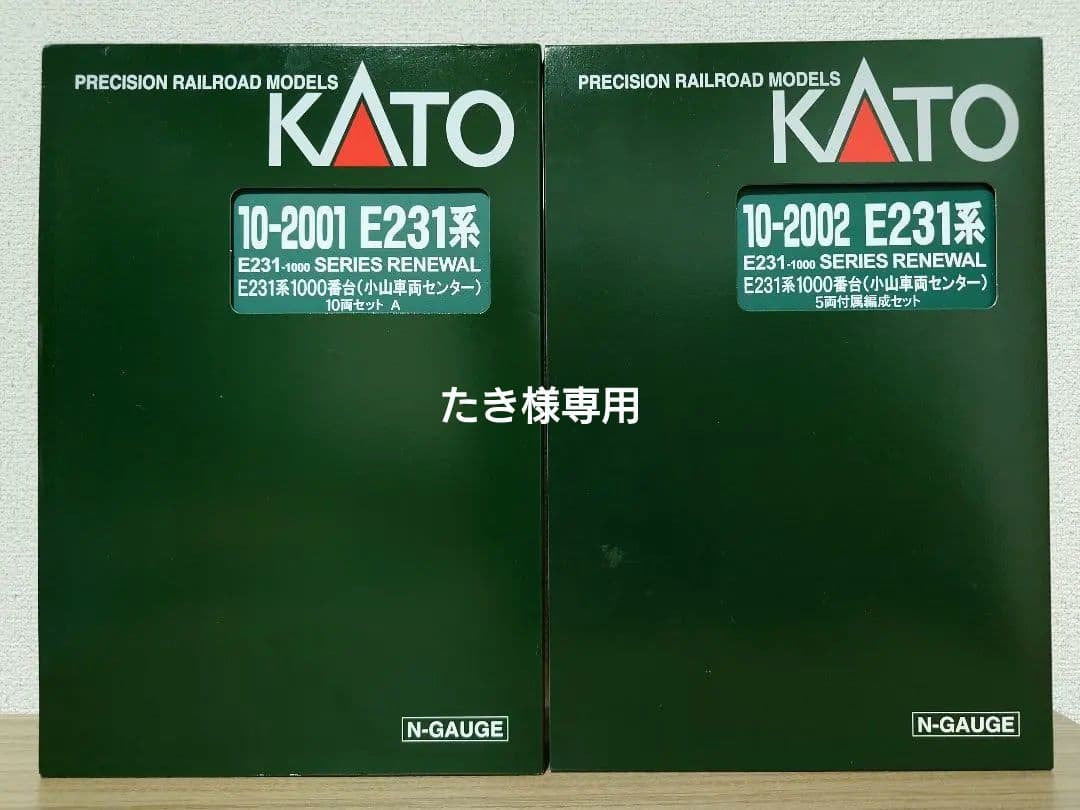 PRECISION RAILROAD MODELS
KATO
10-2001 E231系
E231-1000 SERIES RENEWAL
E231系1000番台(小山車両センター)
10両セット A
N-GAUGE
PRECISION RAILROAD MODELS
KATO
10-2002 E231系
E231-1000 SERIES RENEWAL
E231系1000番台(小山車両センター)
5両付属編成セット
N-GAUGE
たき様専用